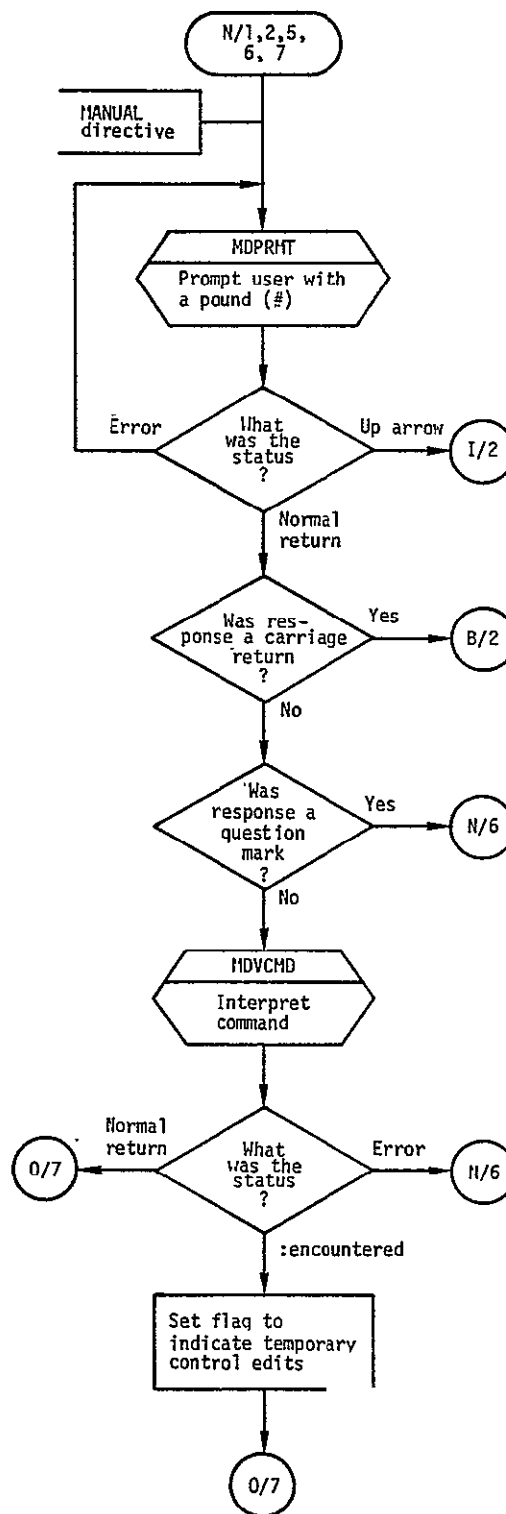 N/1,2,5,
6, 7
MANUAL
directive
MDPRMT
Prompt user with
a pound (#)
Error
What
was the
status
?
Up arrow
I/2
Normal
return
Was res-
ponse a carriage
return
?
Yes
B/2
No
Was
response a
question
mark
?
Yes
N/6
No
MDVCMD
Interpret
command
Normal
return
O/7
What
was the
status
?
Error
N/6
:encountered
Set flag to
indicate temporary
control edits
O/7